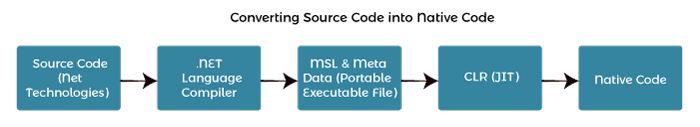 Converting Source Code into Native Code
Source Code
(Net
Technologies)
.NET
Language
Compiler
MSL & Meta
Data (Portable
Executable File)
CLR (JIT)
Native Code